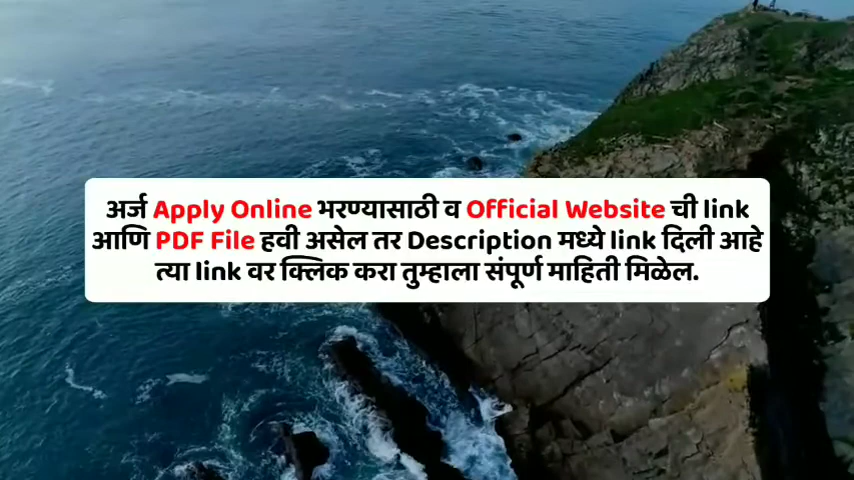 अर्ज Apply Online भरण्यासाठी व Official Website ची link
आणि PDF File हवी असेल तर Description मध्ये link दिली आहे
त्या link वर क्लिक करा तुम्हाला संपूर्ण माहिती मिळेल.